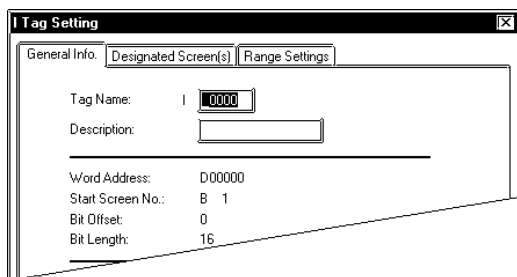 I Tag Setting
General Info. Designated Screen(s) Range Settings
Tag Name: I 0000
Description:
Word Address: D00000
Start Screen No.: B 1
Bit Offset: 0
Bit Length: 16